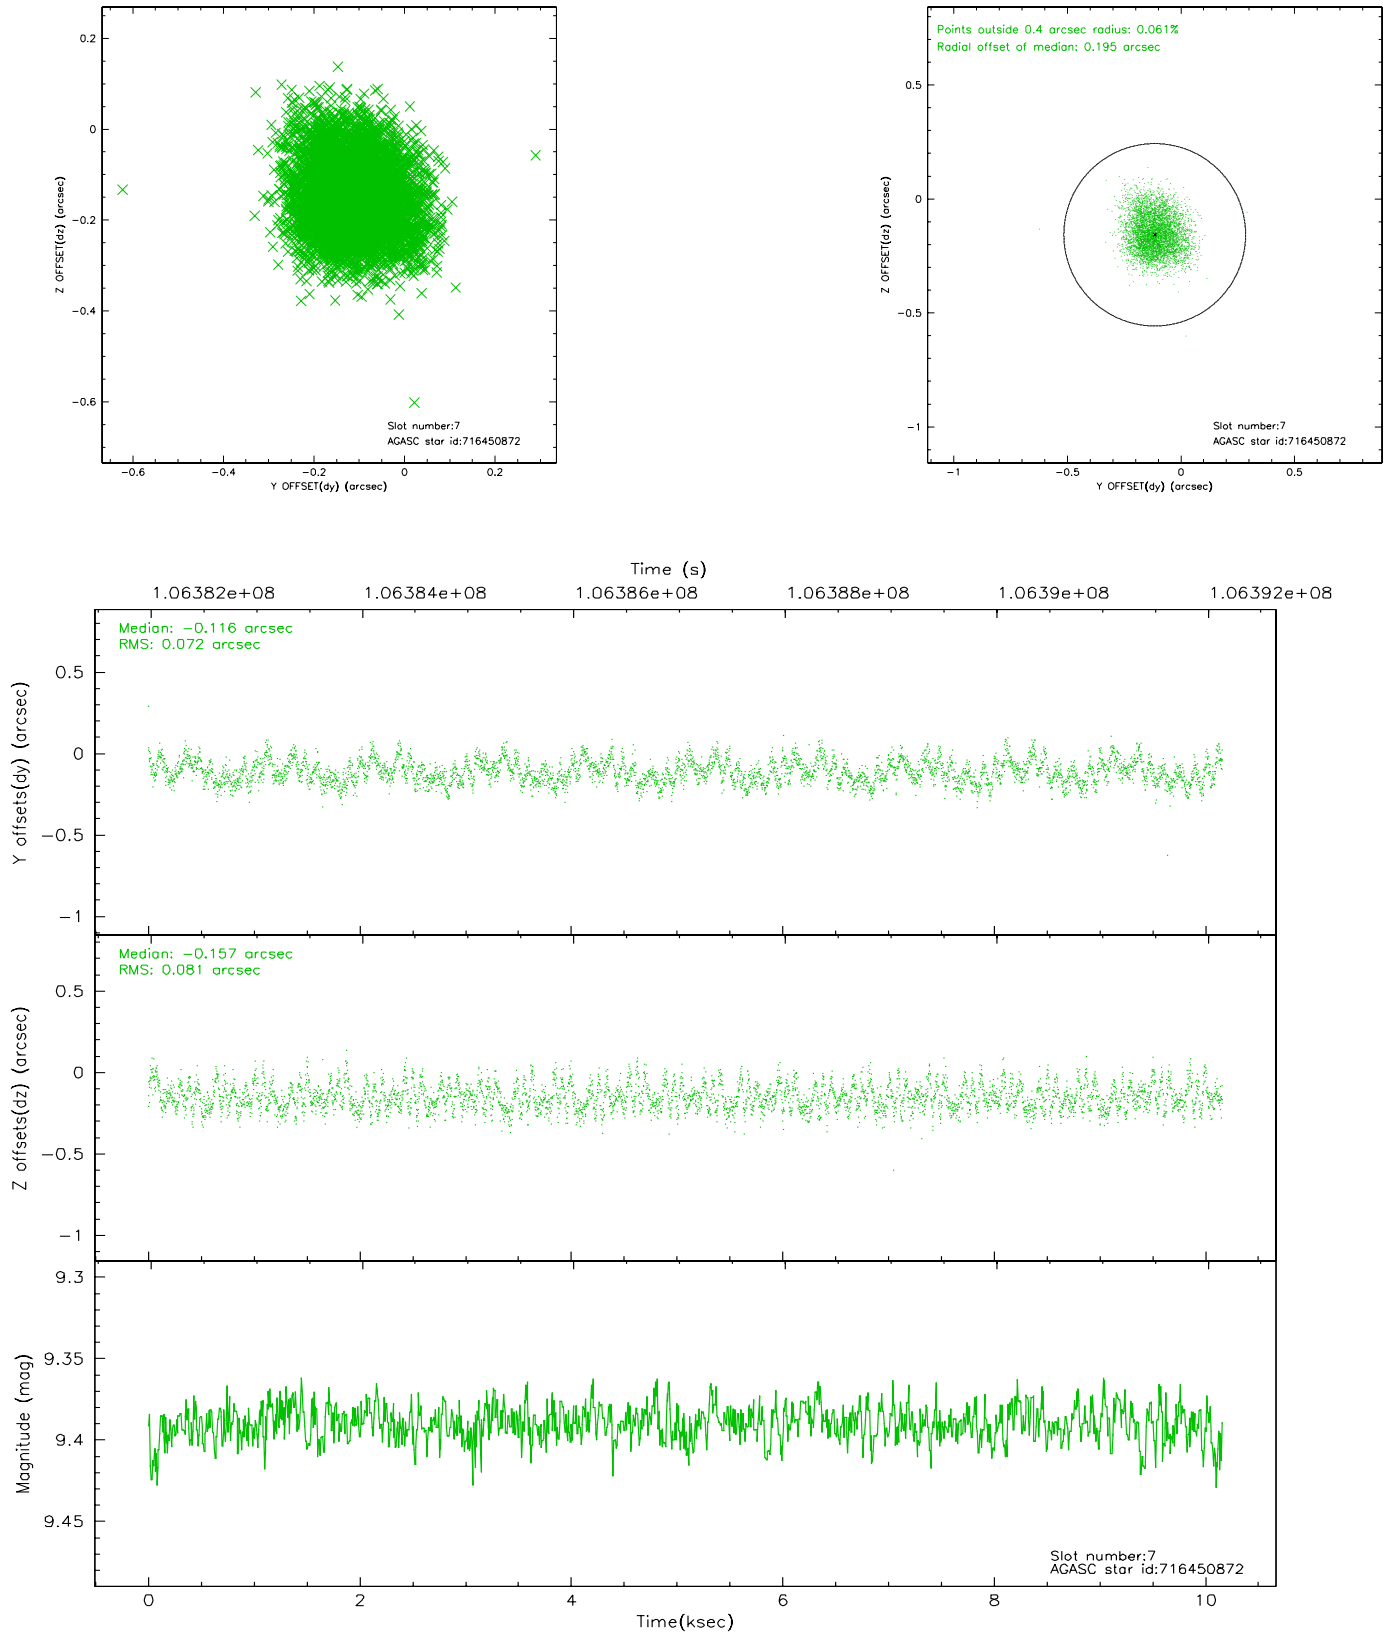 0.2
0
−0.2
−0.4
−0.6
Z OFFSET(dz) (arcsec)
Slot number:7
AGASC star id:716450872
−0.6
−0.4
−0.2
0
0.2
Y OFFSET(dy) (arcsec)
Points outside 0.4 arcsec radius: 0.061%
Radial offset of median: 0.195 arcsec
0.5
0
−0.5
−1
Z OFFSET(dz) (arcsec)
Slot number:7
AGASC star id:716450872
−1
−0.5
0
0.5
Y OFFSET(dy) (arcsec)
Time (s)
1.06382e+08
1.06384e+08
1.06386e+08
1.06388e+08
1.0639e+08
1.06392e+08
Median: −0.116 arcsec
RMS: 0.072 arcsec
0.5
0
−0.5
−1
Y offsets(dy) (arcsec)
Median: −0.157 arcsec
RMS: 0.081 arcsec
0.5
0
−0.5
−1
Z offsets(dz) (arcsec)
9.3
9.35
9.4
9.45
Magnitude (mag)
Slot number:7
AGASC star id:716450872
0
2
4
6
8
10
Time(ksec)